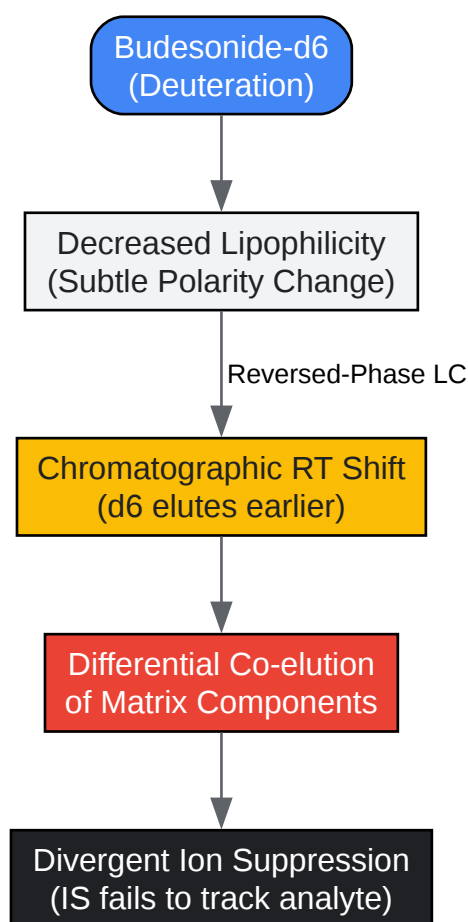 Budesonide-d6
(Deuteration)
Decreased Lipophilicity
(Subtle Polarity Change)
Reversed-Phase LC
Chromatographic RT Shift
(d6 elutes earlier)
Differential Co-elution
of Matrix Components
Divergent Ion Suppression
(IS fails to track analyte)